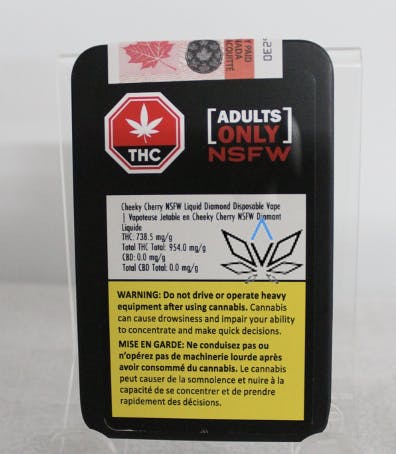 PAID
CANADA
ACQUITTÉ
THC
[ADULTS
ONLY]
NSFW
Cheeky Cherry NSFW Liquid Diamond Disposable Vape
| Vapoteuse Jetable en Cheeky Cherry NSFW Diamant
Liquide
THC: 738.5 mg/g
Total THC Total: 954.0 mg/g
CBD: 0.0 mg/g
Total CBD Total: 0.0 mg/g
WARNING: Do not drive or operate heavy
equipment after using cannabis. Cannabis
can cause drowsiness and impair your ability
to concentrate and make quick decisions.
MISE EN GARDE: Ne conduisez pas ou
n'opérez pas de machinerie lourde après
avoir consommé du cannabis. Le cannabis
peut causer de la somnolence et nuire à la
capacité de se concentrer et de prendre
rapidement des décisions.